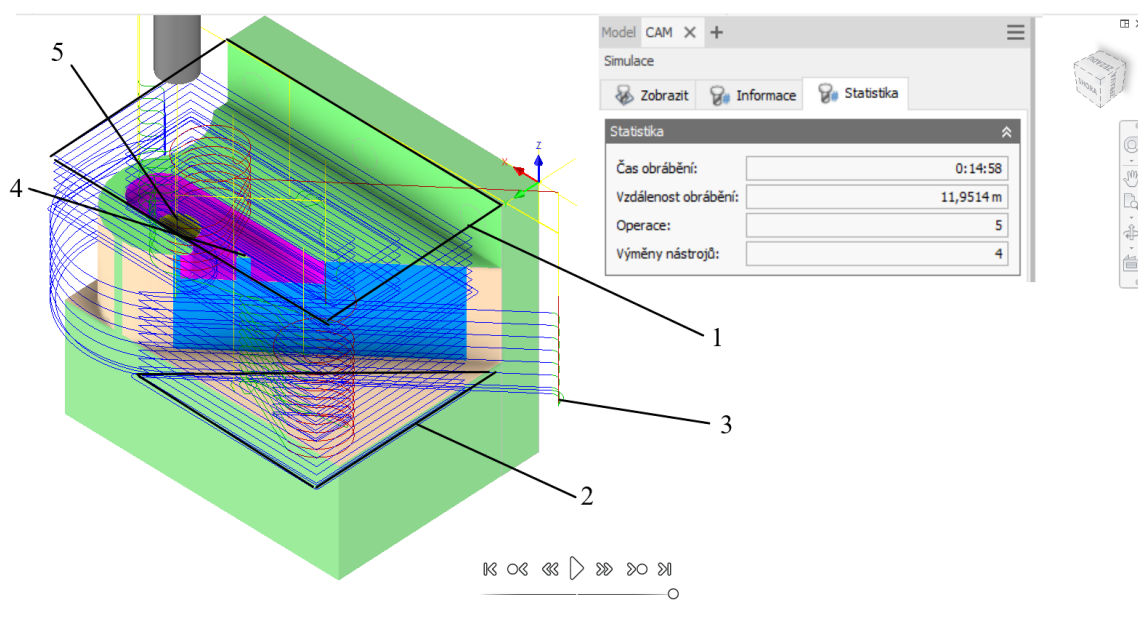 5
4
1
3
2
X
Z
Model CAM
Simulace
Zobrazit Informace Statistika
Statistika
Čas obrábění: 0:14:58
Vzdálenost obrábění: 11,9514 m
Operace: 5
Výměny nástrojů: 4
SHORA